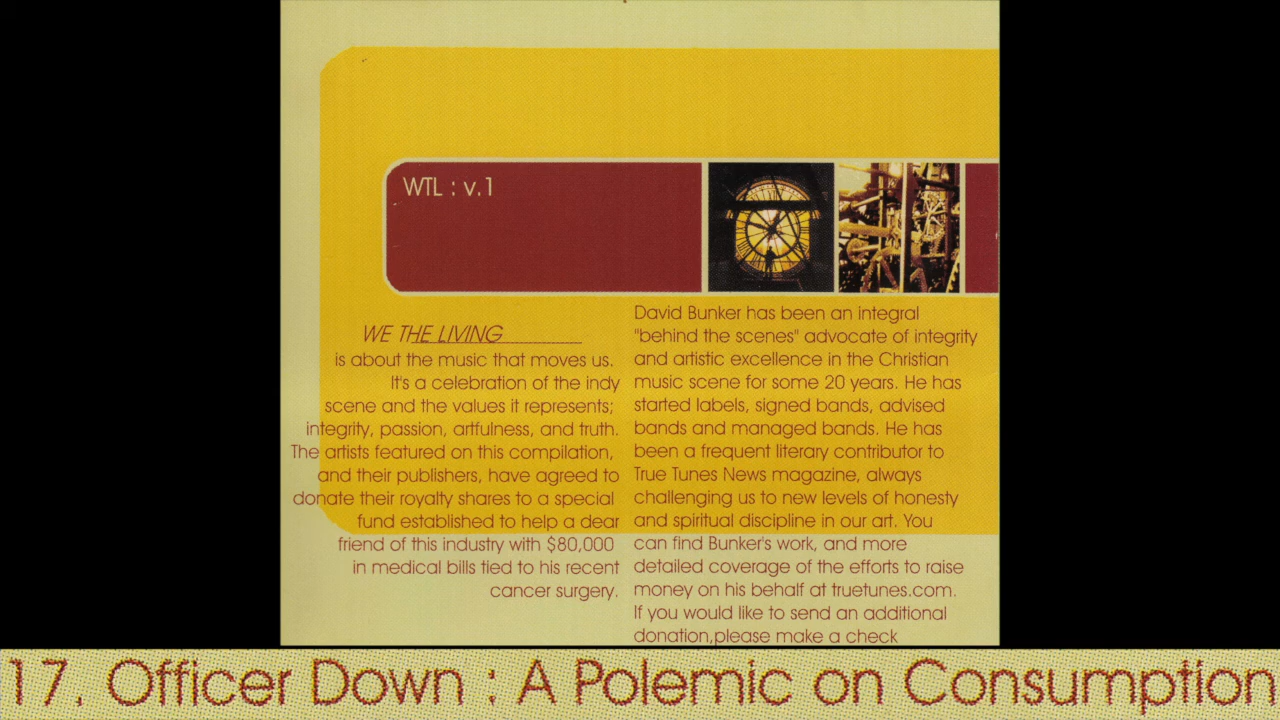 WTL : v.1
WE THE LIVING
is about the music that moves us.
It's a celebration of the indy
scene and the values it represents;
integrity, passion, artfulness, and truth.
The artists featured on this compilation,
and their publishers, have agreed to
donate their royalty shares to a special
fund established to help a dear
friend of this industry with $80,000
in medical bills tied to his recent
cancer surgery.
David Bunker has been an integral
"behind the scenes" advocate of integrity
and artistic excellence in the Christian
music scene for some 20 years. He has
started labels, signed bands, advised
bands and managed bands. He has
been a frequent literary contributor to
True Tunes News magazine, always
challenging us to new levels of honesty
and spiritual discipline in our art. You
can find Bunker's work, and more
detailed coverage of the efforts to raise
money on his behalf at truetunes.com.
If you would like to send an additional
donation,please make a check
17. Officer Down : A Polemic on Consumption